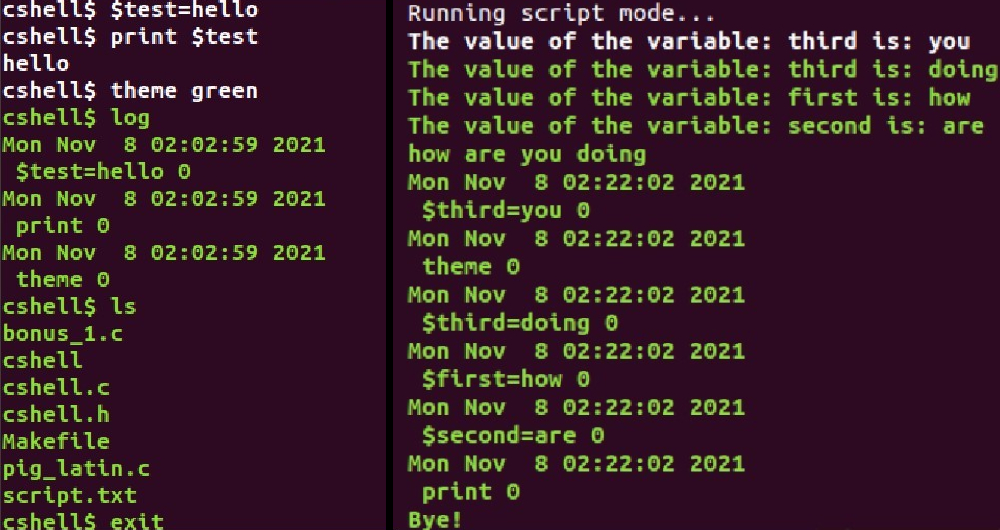 cshell$ $test=hello
cshell$ print $test
hello
cshell$ theme green
cshell$ log
Mon Nov  8 02:02:59 2021
 $test=hello 0
Mon Nov  8 02:02:59 2021
 print 0
Mon Nov  8 02:02:59 2021
 theme 0
cshell$ ls
bonus_1.c
cshell
cshell.c
cshell.h
Makefile
pig_latin.c
script.txt
cshell$ exit
Running script mode...
The value of the variable: third is: you
The value of the variable: third is: doing
The value of the variable: first is: how
The value of the variable: second is: are
how are you doing
Mon Nov  8 02:22:02 2021
 $third=you 0
Mon Nov  8 02:22:02 2021
 theme 0
Mon Nov  8 02:22:02 2021
 $third=doing 0
Mon Nov  8 02:22:02 2021
 $first=how 0
Mon Nov  8 02:22:02 2021
 $second=are 0
Mon Nov  8 02:22:02 2021
 print 0
Bye!